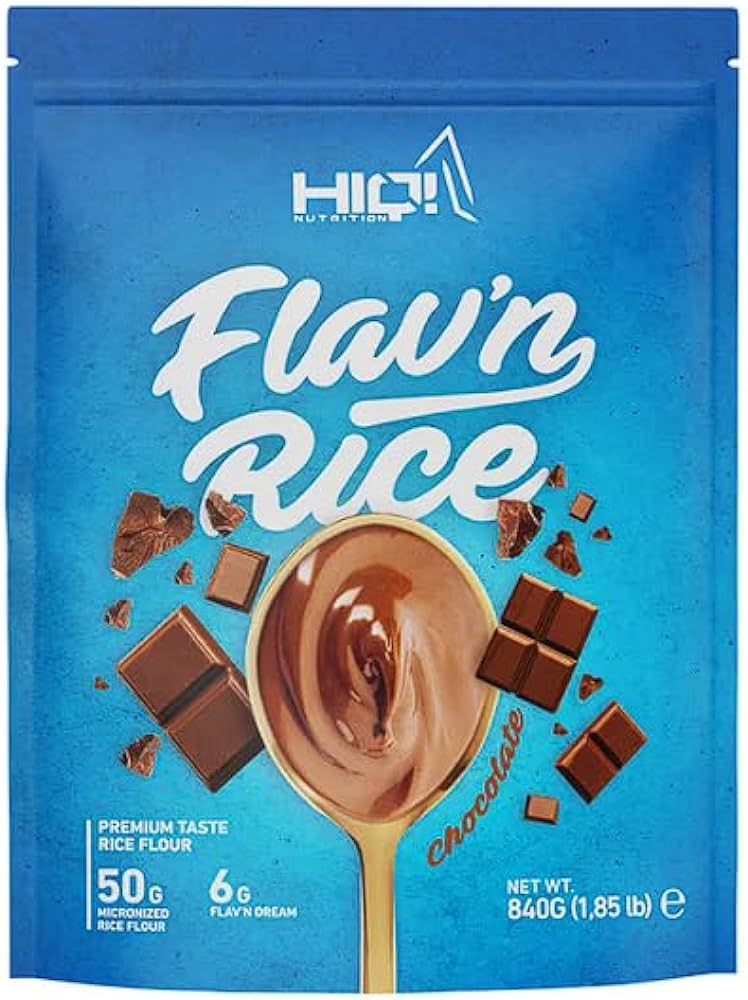 HIQ!
NUTRITION
Flav'n
Rice
chocolate
PREMIUM TASTE
RICE FLOUR
50G
MICRONIZED
RICE FLOUR
6G
FLAV'N DREAM
NET WT.
840G (1,85 lb) ℮